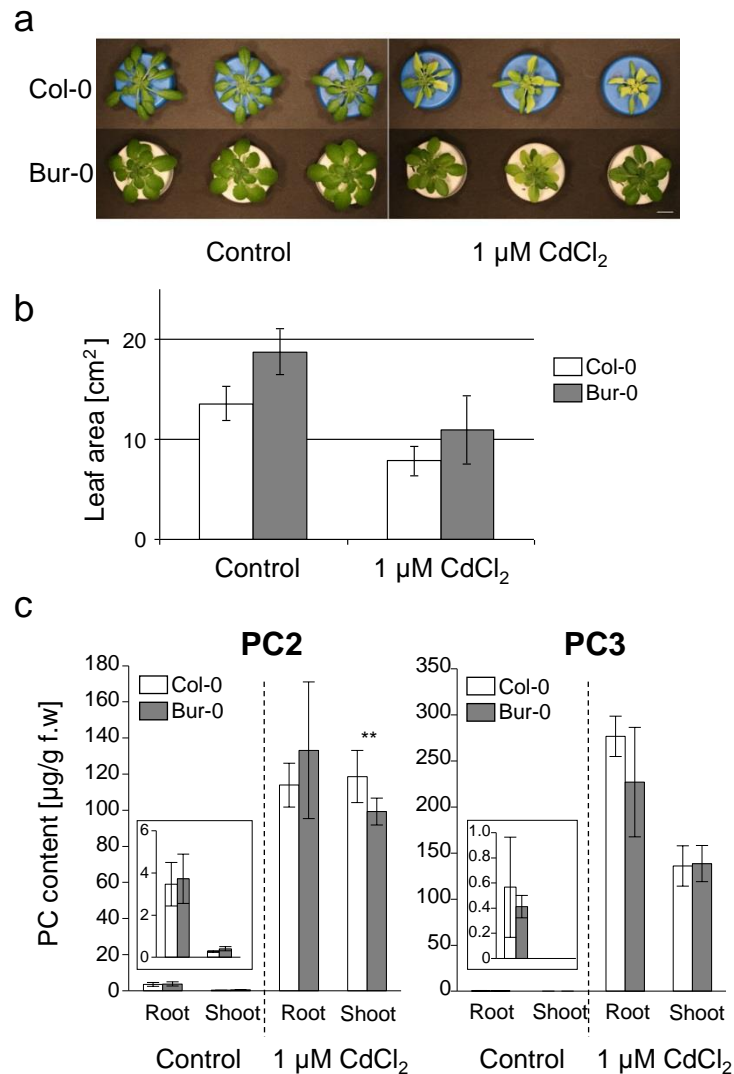 a
Col-0
Bur-0
Control 1 µM CdCl₂
b
Leaf area [cm²]
20
10
0
Col-0
Bur-0
Control 1 µM CdCl₂
c
PC2
PC content [µg/g f.w]
180
160
140
120
100
80
60
40
20
0
Col-0
Bur-0
**
6
4
2
0
Root Shoot Root Shoot
Control 1 µM CdCl₂
PC3
350
300
250
200
150
100
50
0
Col-0
Bur-0
1.0
0.8
0.6
0.4
0.2
0
Root Shoot Root Shoot
Control 1 µM CdCl₂